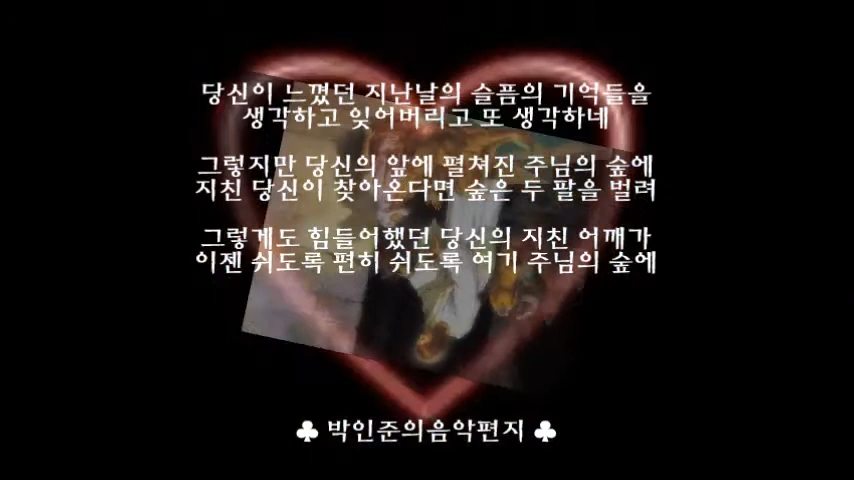 당신이 느꼈던 지난날의 슬픔의 기억들을
생각하고 잊어버리고 또 생각하네
그렇지만 당신의 앞에 펼쳐진 주님의 숲에
지친 당신이 찾아온다면 숲은 두 팔을 벌려
그렇게도 힘들어했던 당신의 지친 어깨가
이젠 쉬도록 편히 쉬도록 여기 주님의 숲에
♣ 박인준의음악편지 ♣